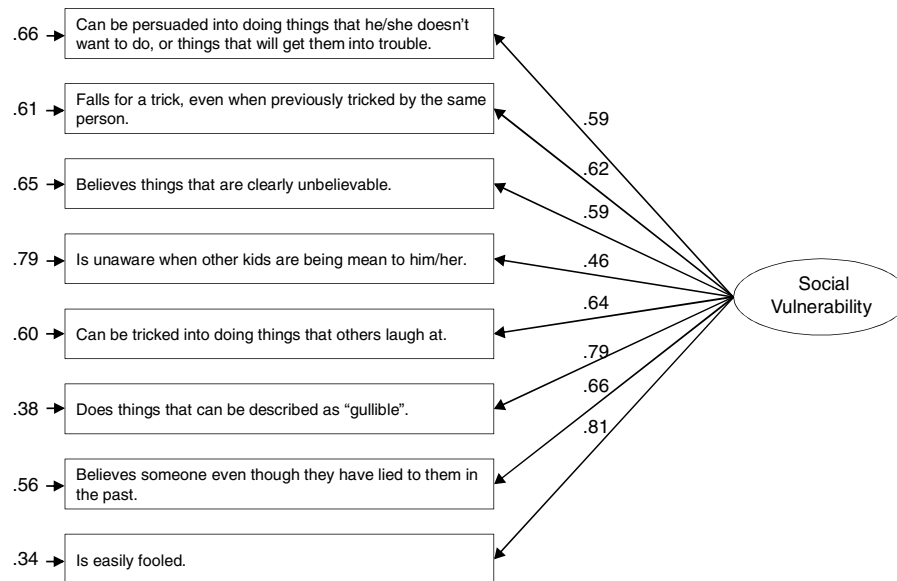 .66
Can be persuaded into doing things that he/she doesn't
want to do, or things that will get them into trouble.
.59
.61
Falls for a trick, even when previously tricked by the same
person.
.62
.65
Believes things that are clearly unbelievable.
.59
.79
Is unaware when other kids are being mean to him/her.
.46
Social
Vulnerability
.60
Can be tricked into doing things that others laugh at.
.64
.38
Does things that can be described as “gullible”.
.79
.56
Believes someone even though they have lied to them in
the past.
.66
.34
Is easily fooled.
.81